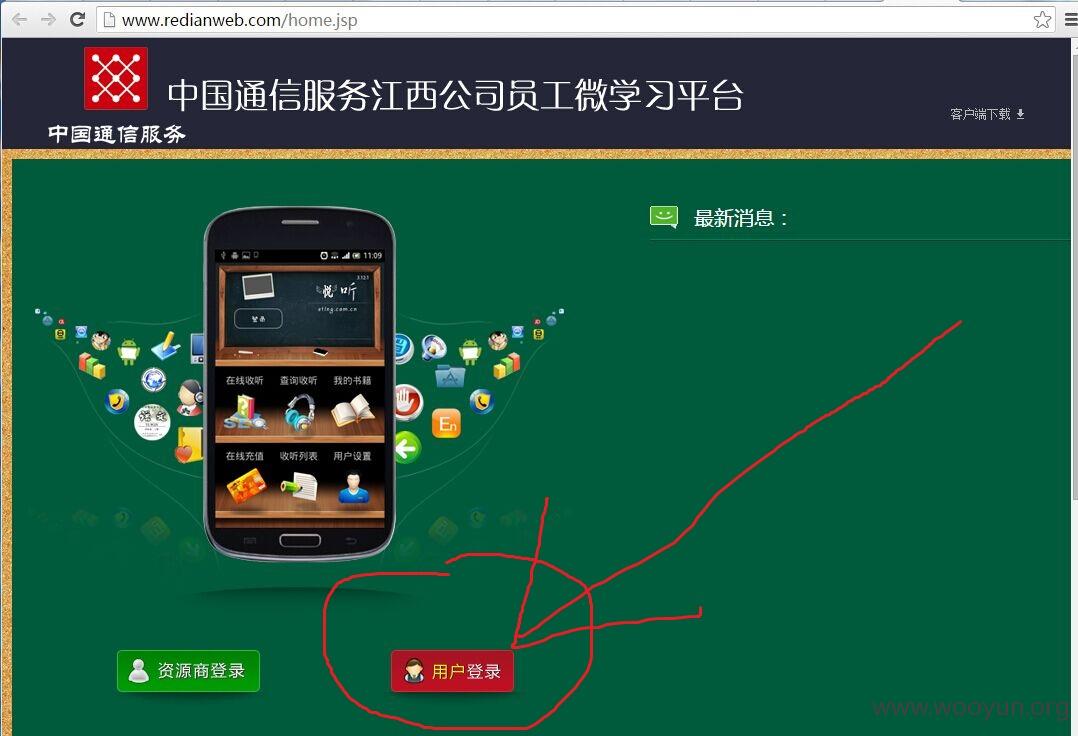 www.redianweb.com/home.jsp
中国通信服务江西公司员工微学习平台
中国通信服务
客户端下载
最新消息：
11:09
悦听
eting.com.cn
登录
在线收听 查询收听 我的书籍
SEO
En
在线充值 收听列表 用户设置
资源商登录
用户登录
www.wooyun.org